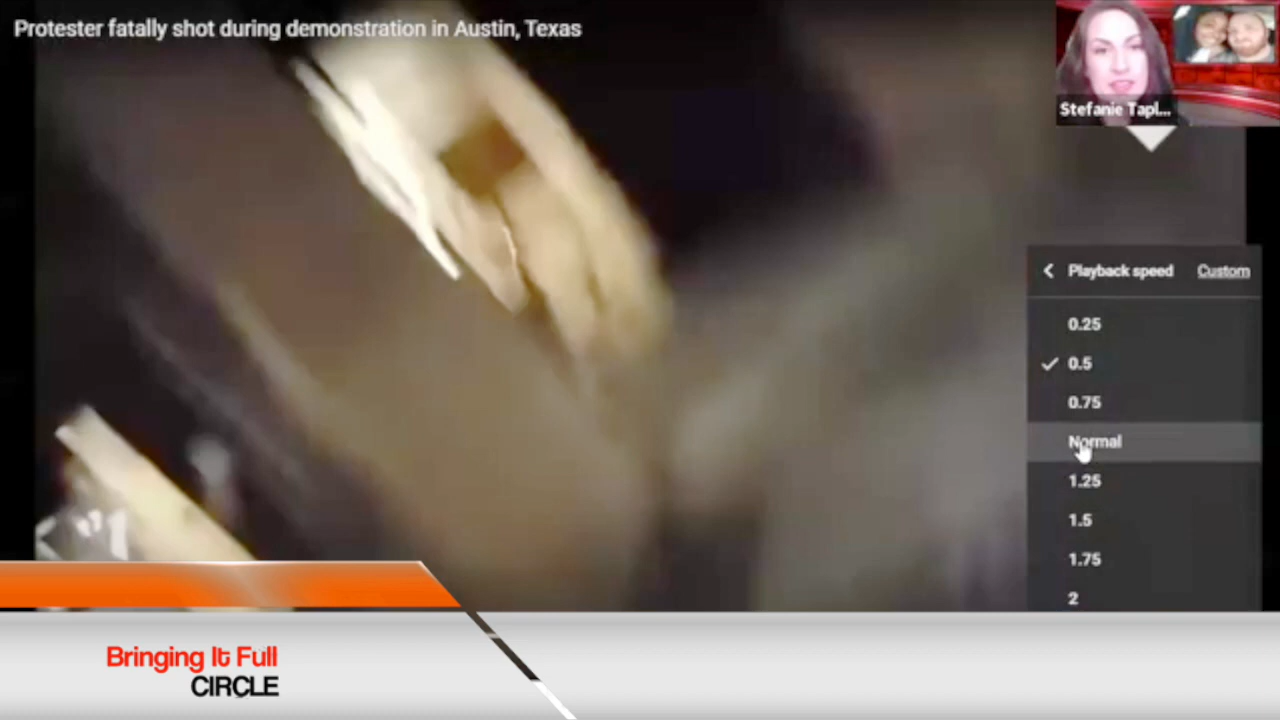 Protester fatally shot during demonstration in Austin, Texas
Stefanie Tapl...
Playback speed Custom
0.25
0.5
0.75
Normal
1.25
1.5
1.75
2
Bringing It Full
CIRCLE